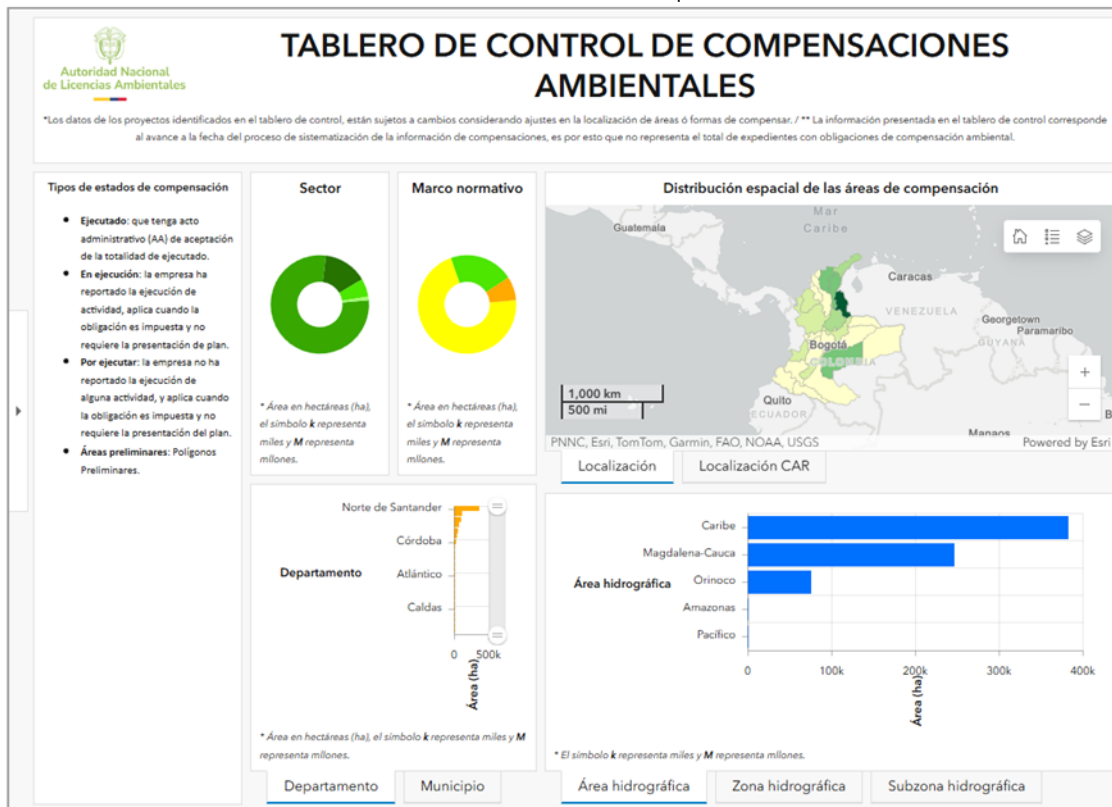 TABLERO DE CONTROL DE COMPENSACIONES
AMBIENTALES
Autoridad Nacional
de Licencias Ambientales
*Los datos de los proyectos identificados en el tablero de control, están sujetos a cambios considerando ajustes en la localización de áreas ó formas de compensar. / ** La información presentada en el tablero de control corresponde
al avance a la fecha del proceso de sistematización de la información de compensaciones, es por esto que no representa el total de expedientes con obligaciones de compensación ambiental.
Tipos de estados de compensación
• Ejecutado: que tenga acto
administrativo (AA) de aceptación
de la totalidad de ejecutado.
• En ejecución: la empresa ha
reportado la ejecución de
actividad, aplica cuando la
obligación es impuesta y no
requiere la presentación de plan.
• Por ejecutar: la empresa no ha
reportado la ejecución de
alguna actividad, y aplica cuando
la obligación es impuesta y no
requiere la presentación del plan.
• Áreas preliminares: Polígonos
Preliminares.
Sector
* Área en hectáreas (ha),
el símbolo k representa
miles y M representa
millones.
Marco normativo
* Área en hectáreas (ha),
el símbolo k representa
miles y M representa
millones.
Distribución espacial de las áreas de compensación
Mar
Caribe
Guatemala
Caracas
VENEZUELA
Georgetown
Paramaribo
GUYANA
Bogotá
COLOMBIA
1,000 km
500 mi
Quito
ECUADOR
Manaos
B
+
−
PNNC, Esri, TomTom, Garmin, FAO, NOAA, USGS
Powered by Esri
Localización
Localización CAR
Norte de Santander
Córdoba
Departamento
Atlántico
Caldas
0
500k
Área (ha)
* Área en hectáreas (ha), el símbolo k representa miles y M
representa millones.
Departamento
Municipio
Caribe
Magdalena-Cauca
Área hidrográfica
Orinoco
Amazonas
Pacífico
0
100k
200k
300k
400k
Área (ha)
* El símbolo k representa miles y M representa millones.
Área hidrográfica
Zona hidrográfica
Subzona hidrográfica